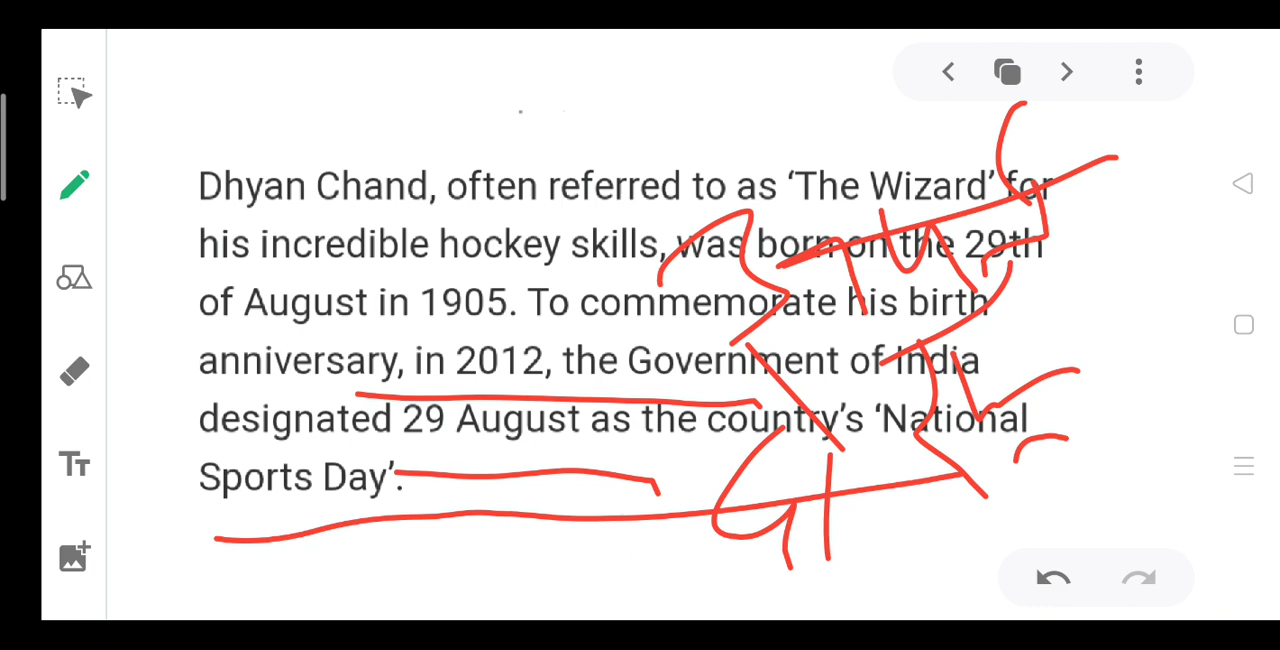 Dhyan Chand, often referred to as ‘The Wizard’ for
his incredible hockey skills, was born on the 29th
of August in 1905. To commemorate his birth
anniversary, in 2012, the Government of India
designated 29 August as the country’s ‘National
Sports Day’.